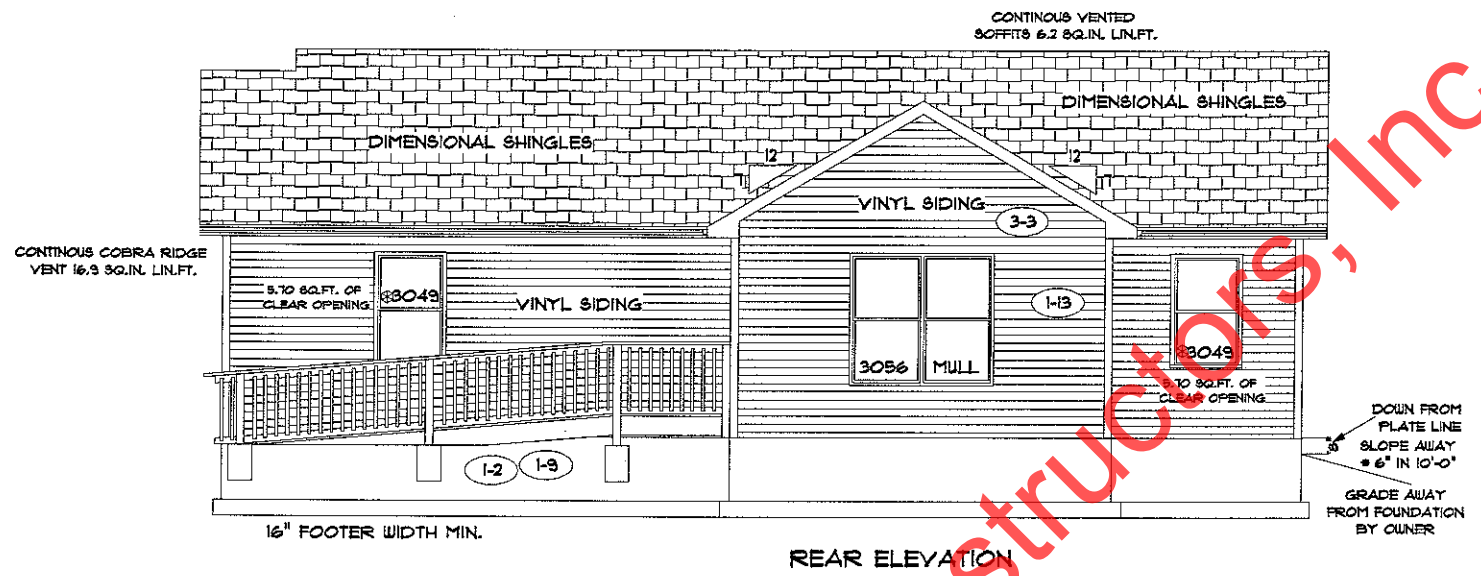 CONTINOUS VENTED
SOFFITS 6.2 SQ.IN. LIN.FT.
DIMENSIONAL SHINGLES
DIMENSIONAL SHINGLES
12
7
12
7
VINYL SIDING
3-3
CONTINOUS COBRA RIDGE
VENT 16.9 SQ.IN. LIN.FT.
5.70 SQ.FT. OF
CLEAR OPENING
3049
VINYL SIDING
1-13
3056
MULL
3049
5.70 SQ.FT. OF
CLEAR OPENING
DOWN FROM
PLATE LINE
8"
SLOPE AWAY
6" IN 10'-0"
GRADE AWAY
FROM FOUNDATION
BY OWNER
1-2
1-9
16" FOOTER WIDTH MIN.
REAR ELEVATION
structors, Inc